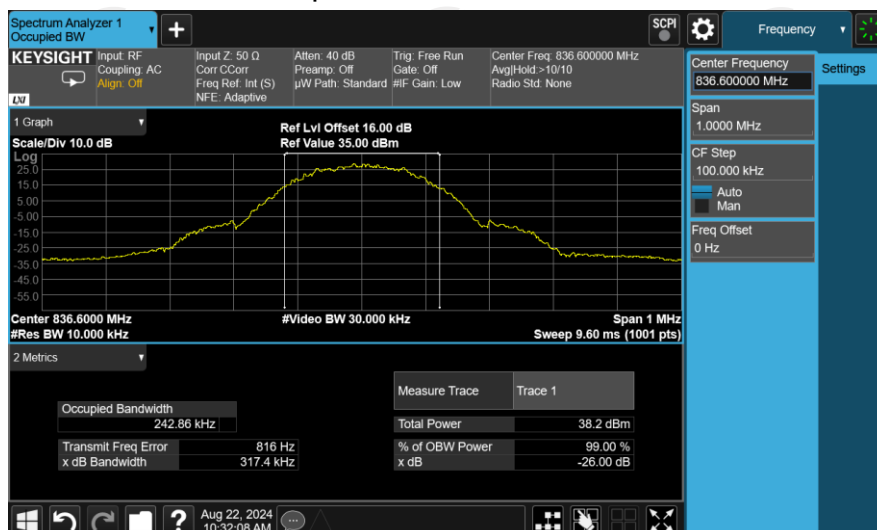 Spectrum Analyzer 1
Occupied BW
SCPI
Frequency
KEYSIGHT
LXI
Input: RF
Coupling: AC
Align: Off
Input Z: 50 Ω
Corr CCorr
Freq Ref: Int (S)
NFE: Adaptive
Atten: 40 dB
Preamp: Off
µW Path: Standard
Trig: Free Run
Gate: Off
#IF Gain: Low
Center Freq: 836.600000 MHz
Avg|Hold:>10/10
Radio Std: None
Center Frequency
836.600000 MHz
Settings
Span
1.0000 MHz
CF Step
100.000 kHz
Auto
Man
Freq Offset
0 Hz
1 Graph
Scale/Div 10.0 dB
Ref Lvl Offset 16.00 dB
Ref Value 35.00 dBm
Log
25.0
15.0
5.00
-5.00
-15.0
-25.0
-35.0
-45.0
-55.0
Center 836.6000 MHz
#Res BW 10.000 kHz
#Video BW 30.000 kHz
Span 1 MHz
Sweep 9.60 ms (1001 pts)
2 Metrics
Measure Trace Trace 1
Occupied Bandwidth
242.86 kHz
Total Power 38.2 dBm
Transmit Freq Error 816 Hz
% of OBW Power 99.00 %
x dB Bandwidth 317.4 kHz
x dB -26.00 dB
?
Aug 22, 2024
10:32:08 AM